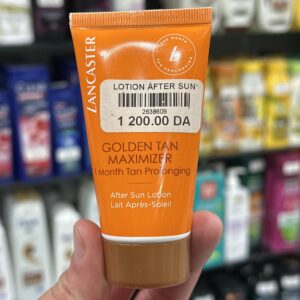 LANCASTER
LOTION AFTER SUN
2638609
1 200.00 DA
GOLDEN TAN
MAXIMIZER
1 Month Tan Prolonging
After Sun Lotion
Lait Après-Soleil